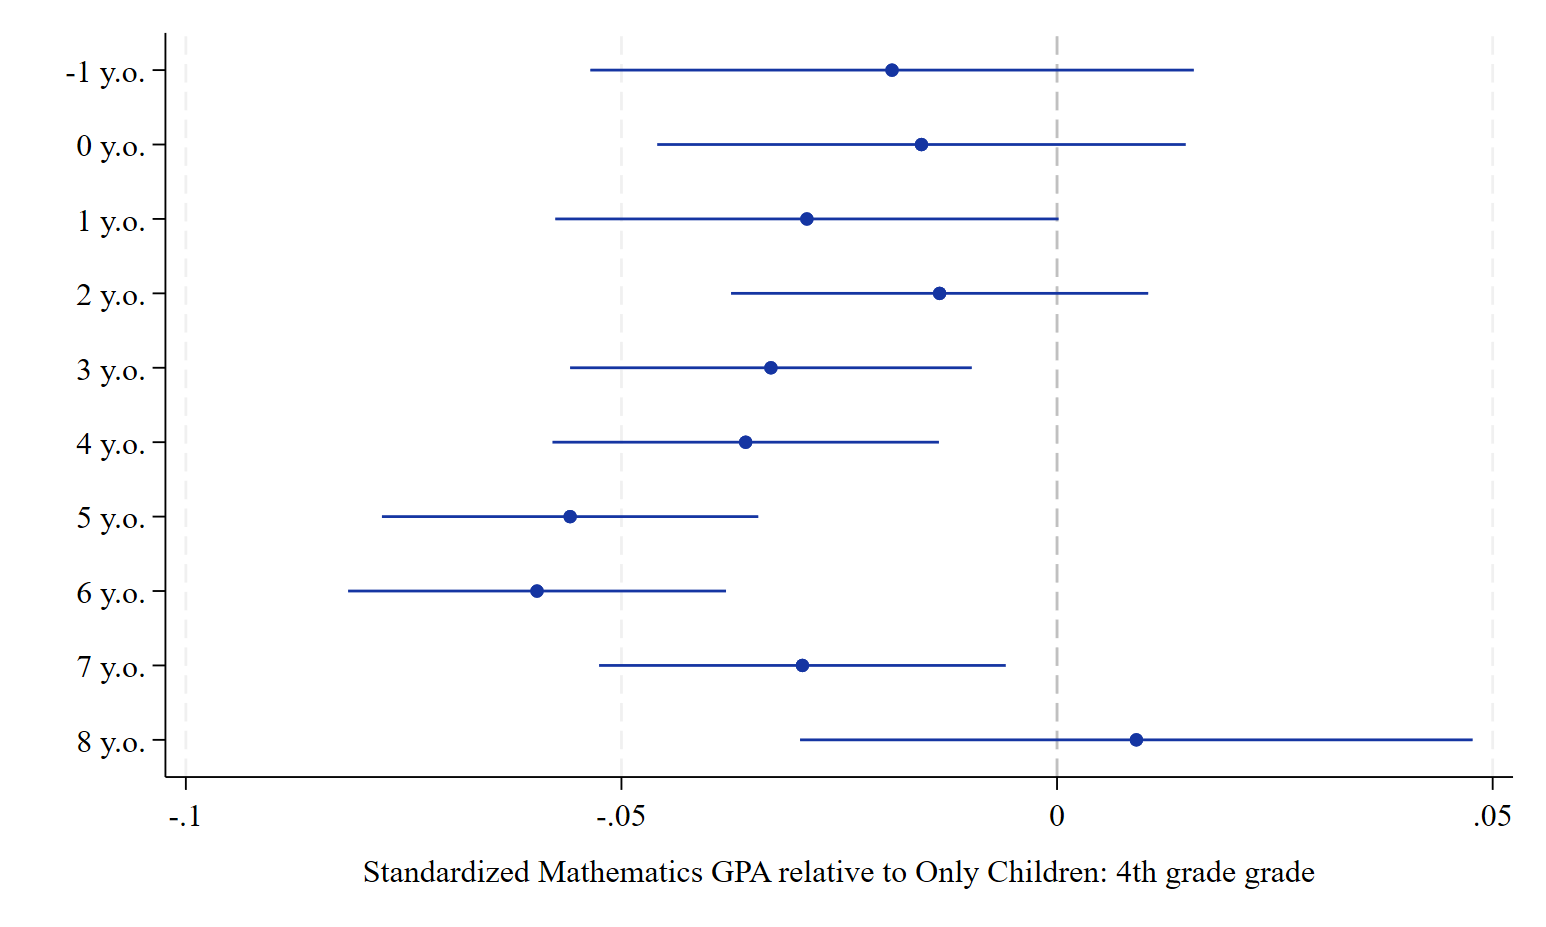 -1 y.o.
0 y.o.
1 y.o.
2 y.o.
3 y.o.
4 y.o.
5 y.o.
6 y.o.
7 y.o.
8 y.o.
-.1 -.05 0 .05
Standardized Mathematics GPA relative to Only Children: 4th grade grade